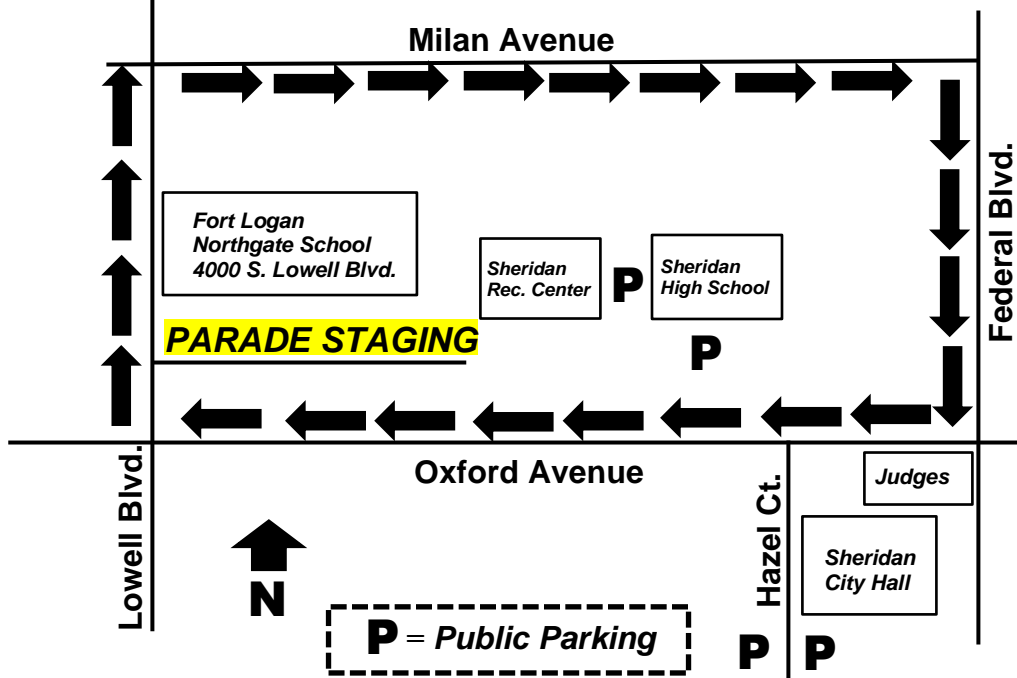 Milan Avenue
Fort Logan
Northgate School
4000 S. Lowell Blvd.
Sheridan
Rec. Center
P
Sheridan
High School
Federal Blvd.
PARADE STAGING
P
Oxford Avenue
Lowell Blvd.
Hazel Ct.
Judges
Sheridan
City Hall
N
P = Public Parking
P
P